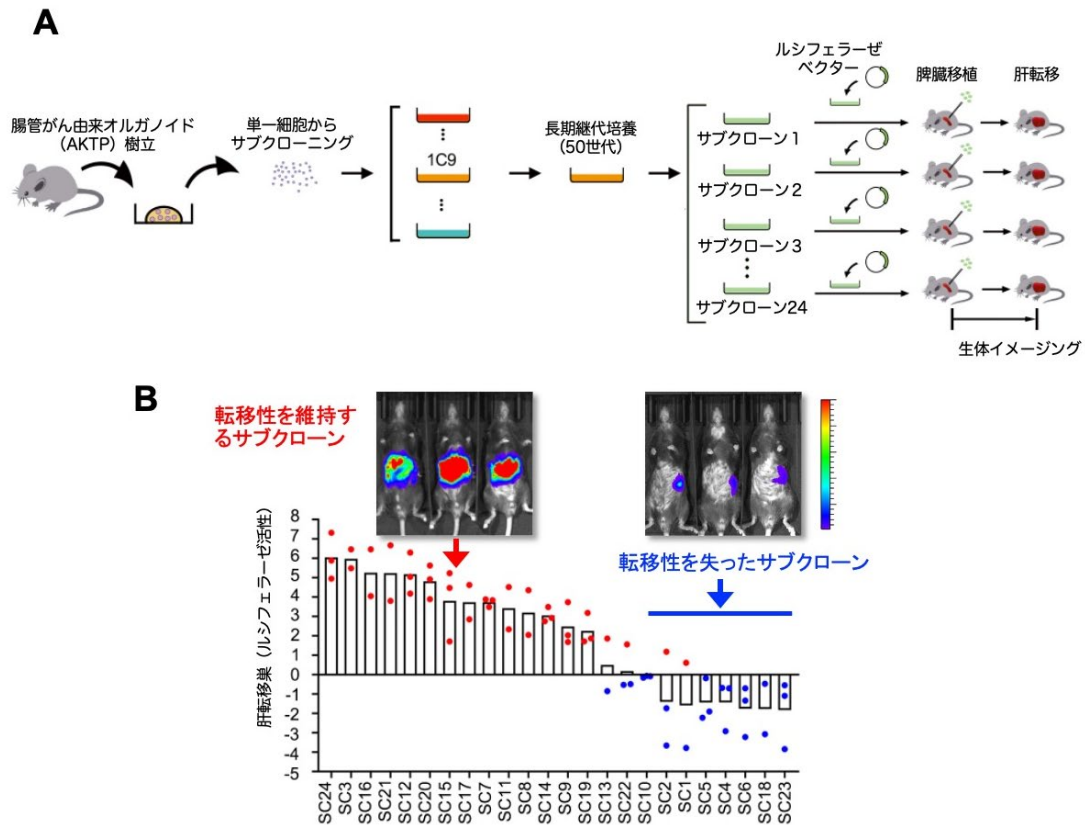 A
腸管がん由来オルガノイド
（AKTP）樹立
単一細胞から
サブクローニング
1C9
長期継代培養
（50世代）
サブクローン1
サブクローン2
サブクローン3
サブクローン24
ルシフェラーゼ
ベクター
脾臓移植
肝転移
生体イメージング
B
転移性を維持す
るサブクローン
転移性を失ったサブクローン
肝転移巣（ルシフェラーゼ活性）
8
7
6
5
4
3
2
1
0
-1
-2
-3
-4
-5
SC24
SC3
SC16
SC21
SC12
SC20
SC15
SC17
SC7
SC11
SC8
SC14
SC9
SC19
SC13
SC22
SC10
SC2
SC1
SC5
SC4
SC6
SC18
SC23